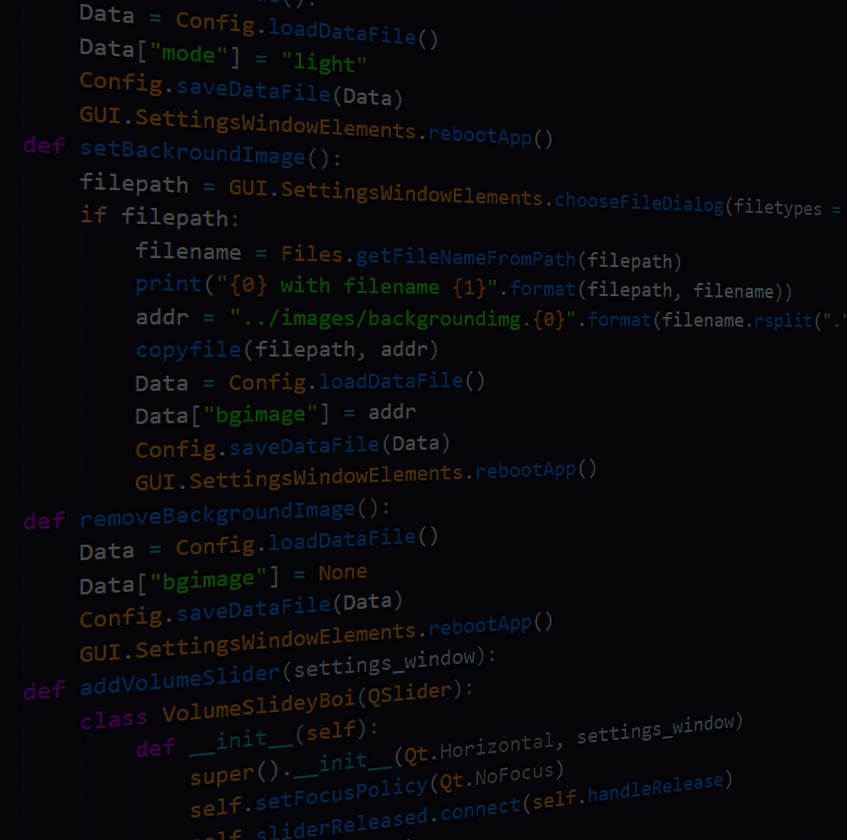 ():
Data = Config.loadDataFile()
Data["mode"] = "light"
Config.saveDataFile(Data)
GUI.SettingsWindowElements.rebootApp()
def setBackroundImage():
filepath = GUI.SettingsWindowElements.chooseFileDialog(filetypes =
if filepath:
filename = Files.getFileNameFromPath(filepath)
print("{0} with filename {1}".format(filepath, filename))
addr = "../images/backgroundimg.{0}".format(filename.rsplit("."
copyfile(filepath, addr)
Data = Config.loadDataFile()
Data["bgimage"] = addr
Config.saveDataFile(Data)
GUI.SettingsWindowElements.rebootApp()
def removeBackgroundImage():
Data = Config.loadDataFile()
Data["bgimage"] = None
Config.saveDataFile(Data)
GUI.SettingsWindowElements.rebootApp()
def addVolumeSlider(settings_window):
class VolumeSlideyBoi(QSlider):
def __init__(self):
super().__init__(Qt.Horizontal, settings_window)
self.setFocusPolicy(Qt.NoFocus)
self.sliderReleased.connect(self.handleRelease)